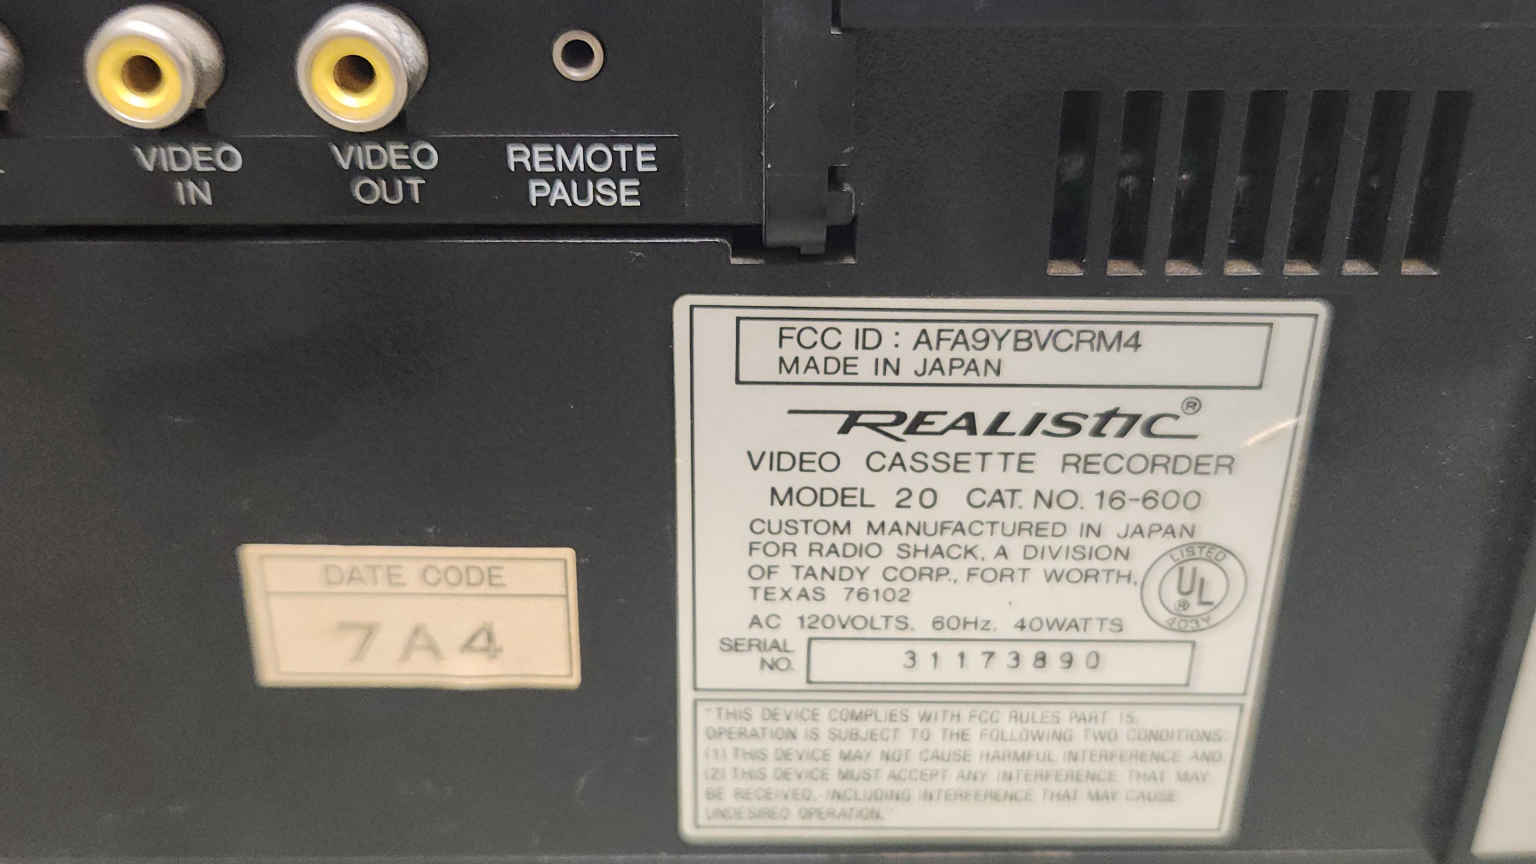 VIDEO
IN
VIDEO
OUT
REMOTE
PAUSE
FCC ID : AFA9YBVCRM4
MADE IN JAPAN
REALISTIC®
VIDEO CASSETTE RECORDER
MODEL 20 CAT. NO. 16-600
CUSTOM MANUFACTURED IN JAPAN
FOR RADIO SHACK, A DIVISION
OF TANDY CORP., FORT WORTH,
TEXAS 76102
LISTED
UL
®
403Y
AC 120VOLTS. 60Hz. 40WATTS
SERIAL
NO.
31173890
"THIS DEVICE COMPLIES WITH FCC RULES PART 15.
OPERATION IS SUBJECT TO THE FOLLOWING TWO CONDITIONS:
(1) THIS DEVICE MAY NOT CAUSE HARMFUL INTERFERENCE AND.
(2) THIS DEVICE MUST ACCEPT ANY INTERFERENCE THAT MAY
BE RECEIVED, INCLUDING INTERFERENCE THAT MAY CAUSE
UNDESIRED OPERATION."
DATE CODE
7A4